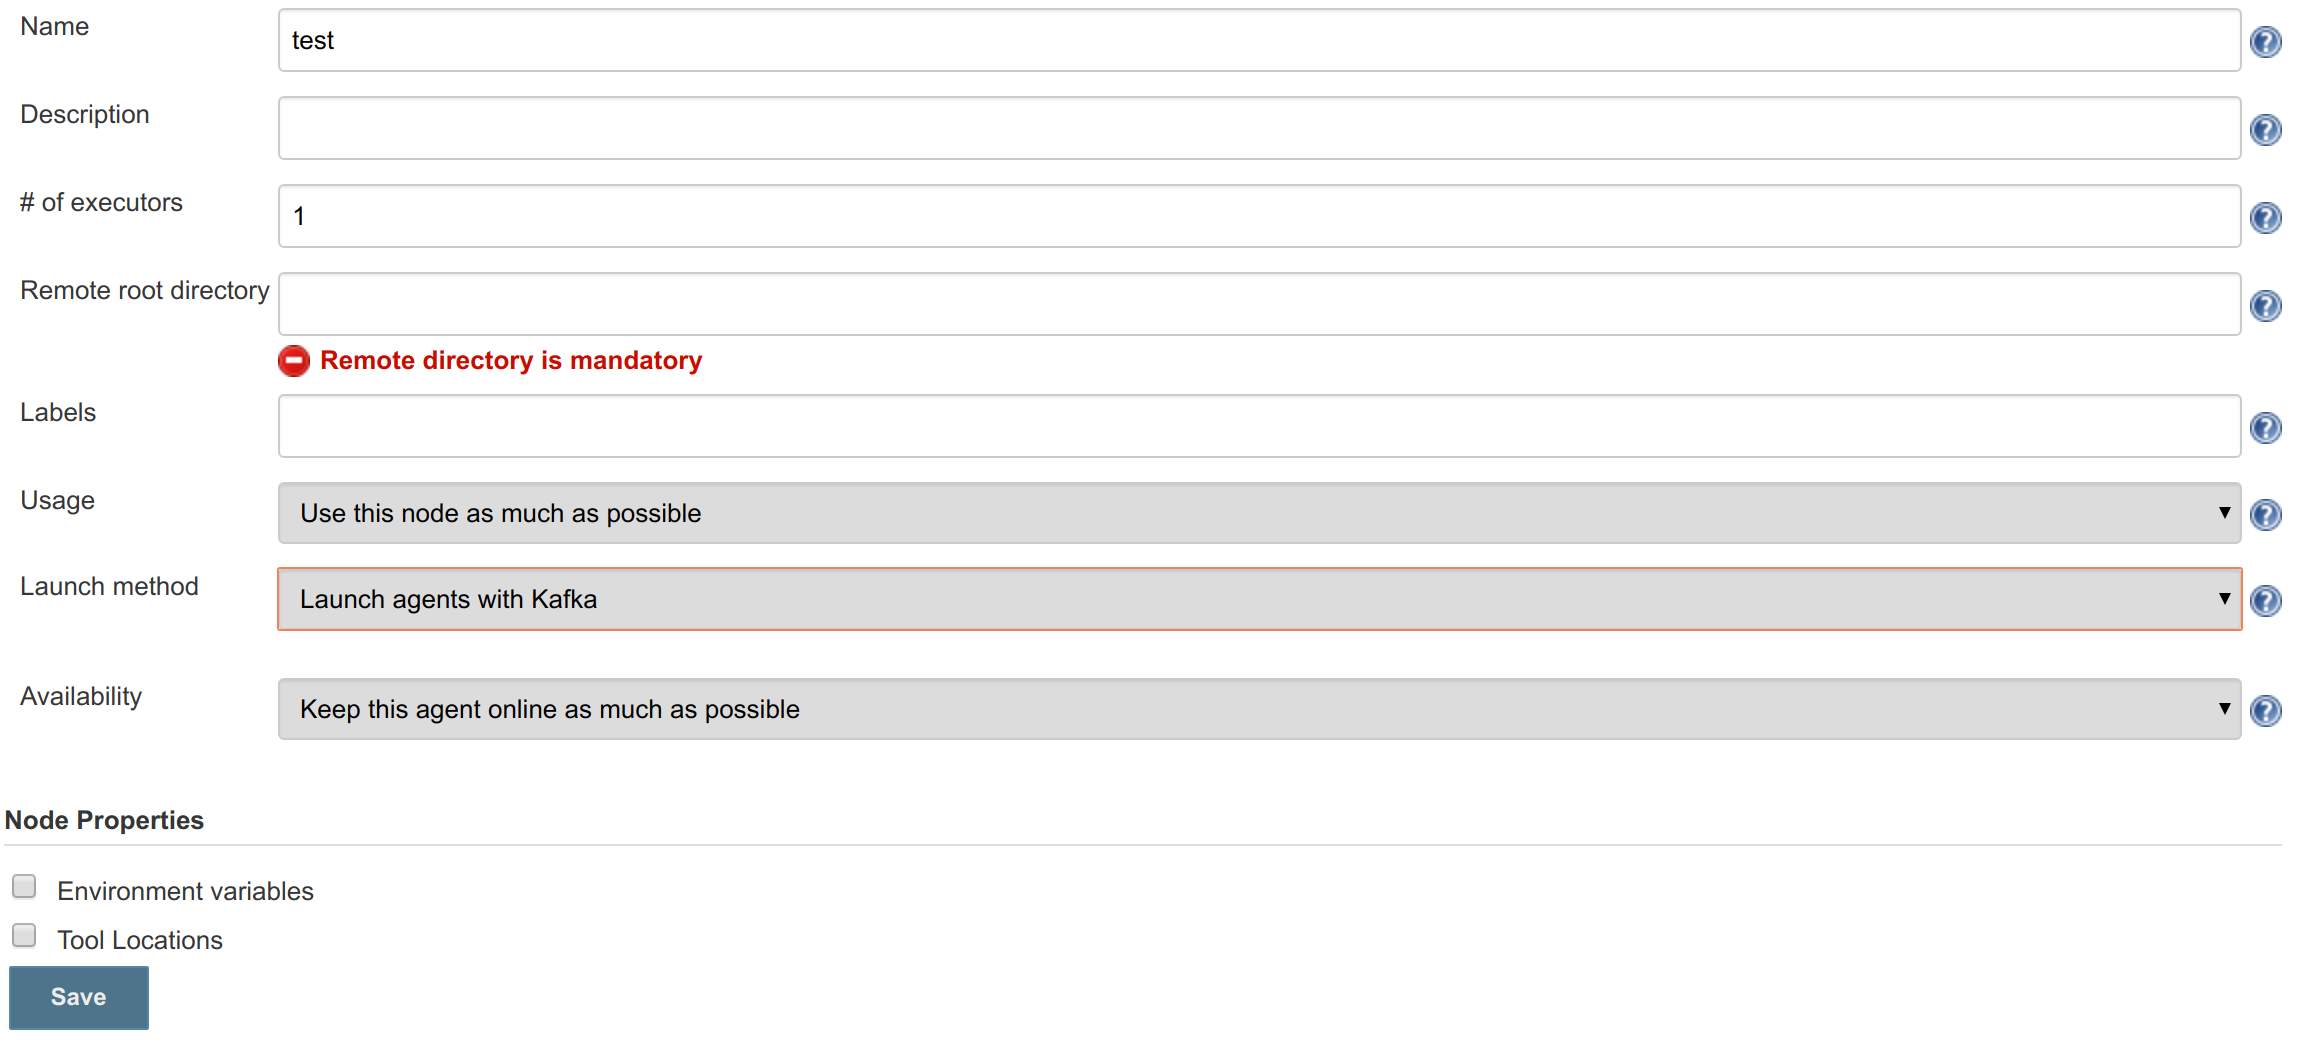 Name
test
Description
# of executors
1
Remote root directory
Remote directory is mandatory
Labels
Usage
Use this node as much as possible
Launch method
Launch agents with Kafka
Availability
Keep this agent online as much as possible
Node Properties
Environment variables
Tool Locations
Save